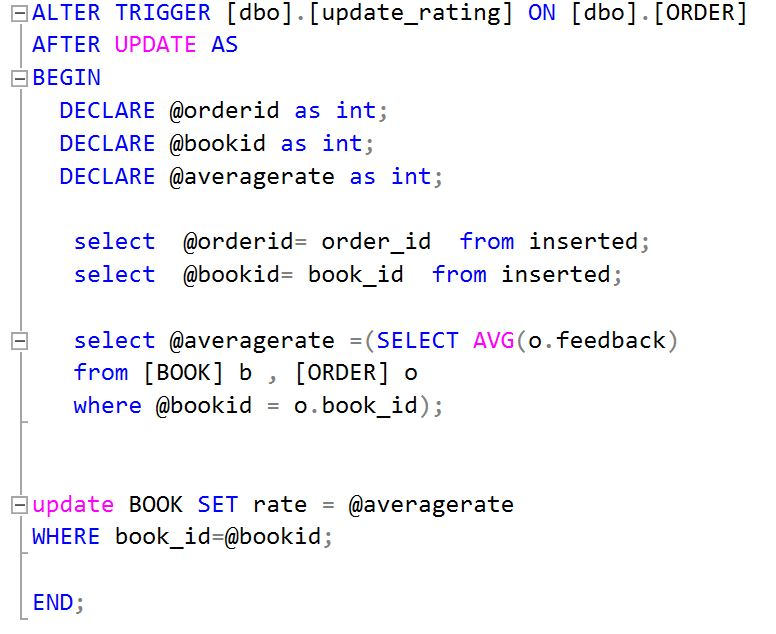 ALTER TRIGGER [dbo].[update_rating] ON [dbo].[ORDER]
AFTER UPDATE AS
BEGIN
DECLARE @orderid as int;
DECLARE @bookid as int;
DECLARE @averagerate as int;
select @orderid= order_id from inserted;
select @bookid= book_id from inserted;
select @averagerate =(SELECT AVG(o.feedback)
from [BOOK] b , [ORDER] o
where @bookid = o.book_id);
update BOOK SET rate = @averagerate
WHERE book_id=@bookid;
END;